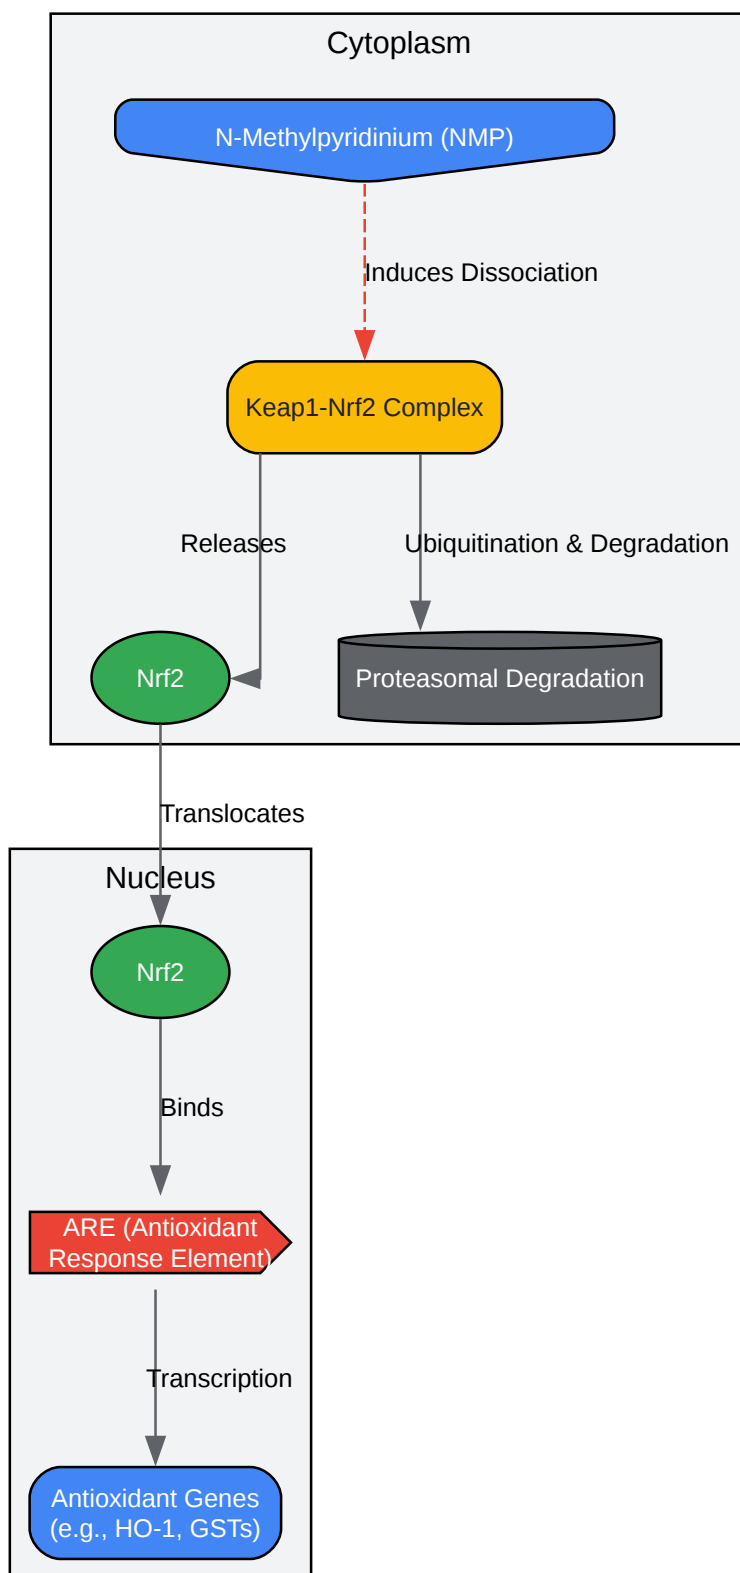 Cytoplasm
N-Methylpyridinium (NMP)
Induces Dissociation
Keap1-Nrf2 Complex
Releases
Ubiquitination & Degradation
Nrf2
Proteasomal Degradation
Translocates
Nucleus
Nrf2
Binds
ARE (Antioxidant
Response Element)
Transcription
Antioxidant Genes
(e.g., HO-1, GSTs)